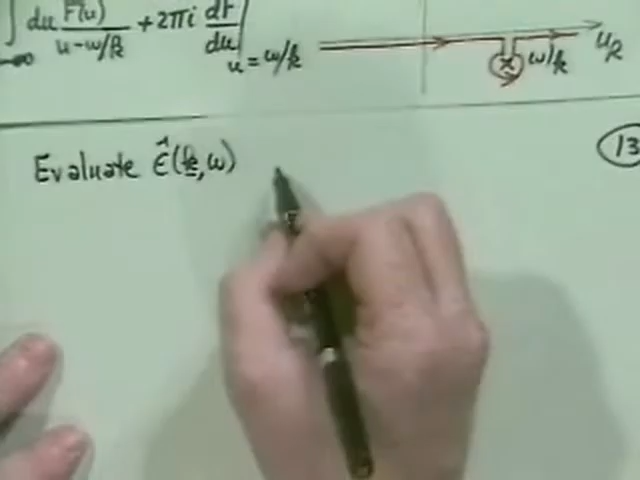 ∫_{-∞} du F(u) / (u - ω/k) + 2πi dF/du |_{u = ω/k}
× ω/k u_R
Evaluate ε̂(k, ω)
13